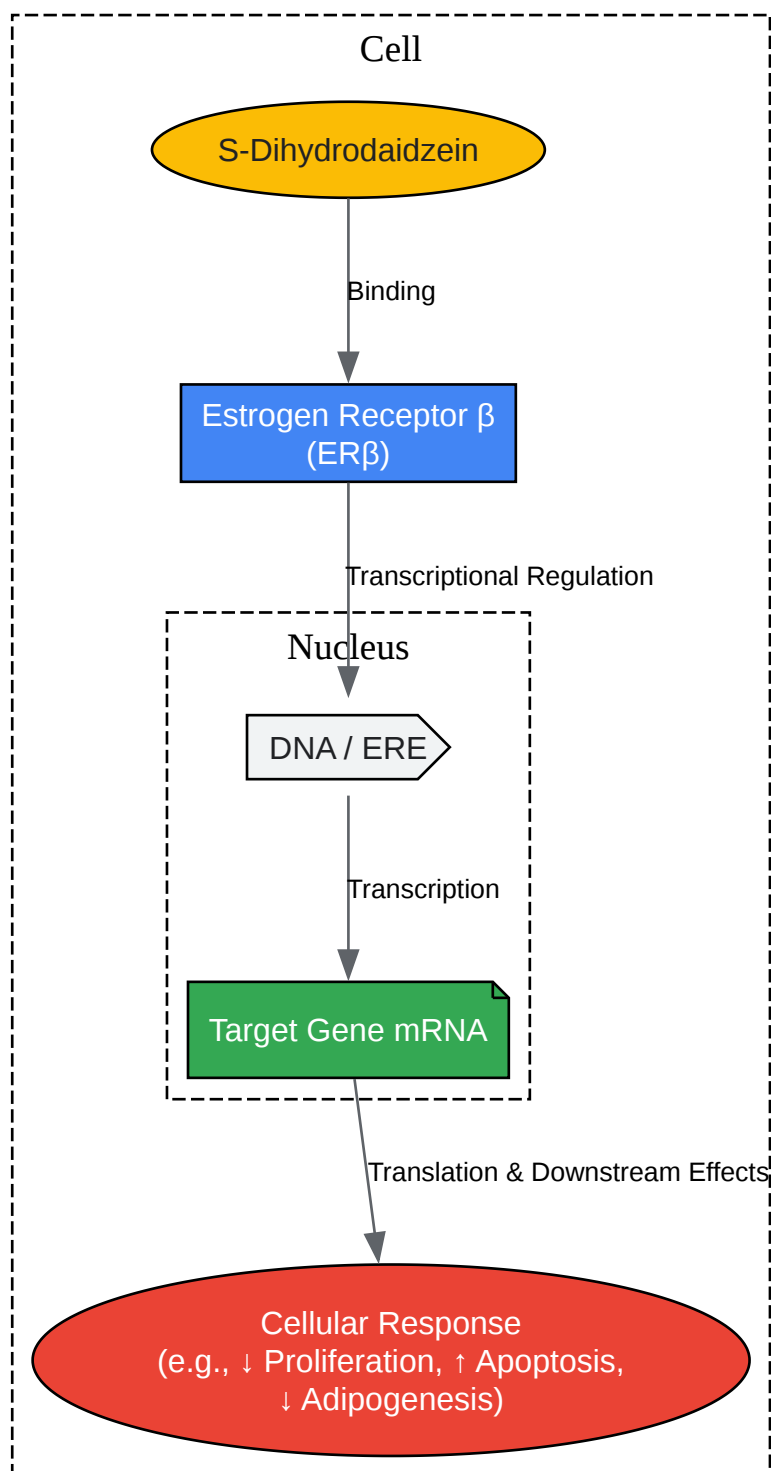 Cell
S-Dihydrodaidzein
Binding
Estrogen Receptor β
(ERβ)
Transcriptional Regulation
Nucleus
DNA / ERE
Transcription
Target Gene mRNA
Translation & Downstream Effects
Cellular Response
(e.g., ↓ Proliferation, ↑ Apoptosis,
↓ Adipogenesis)